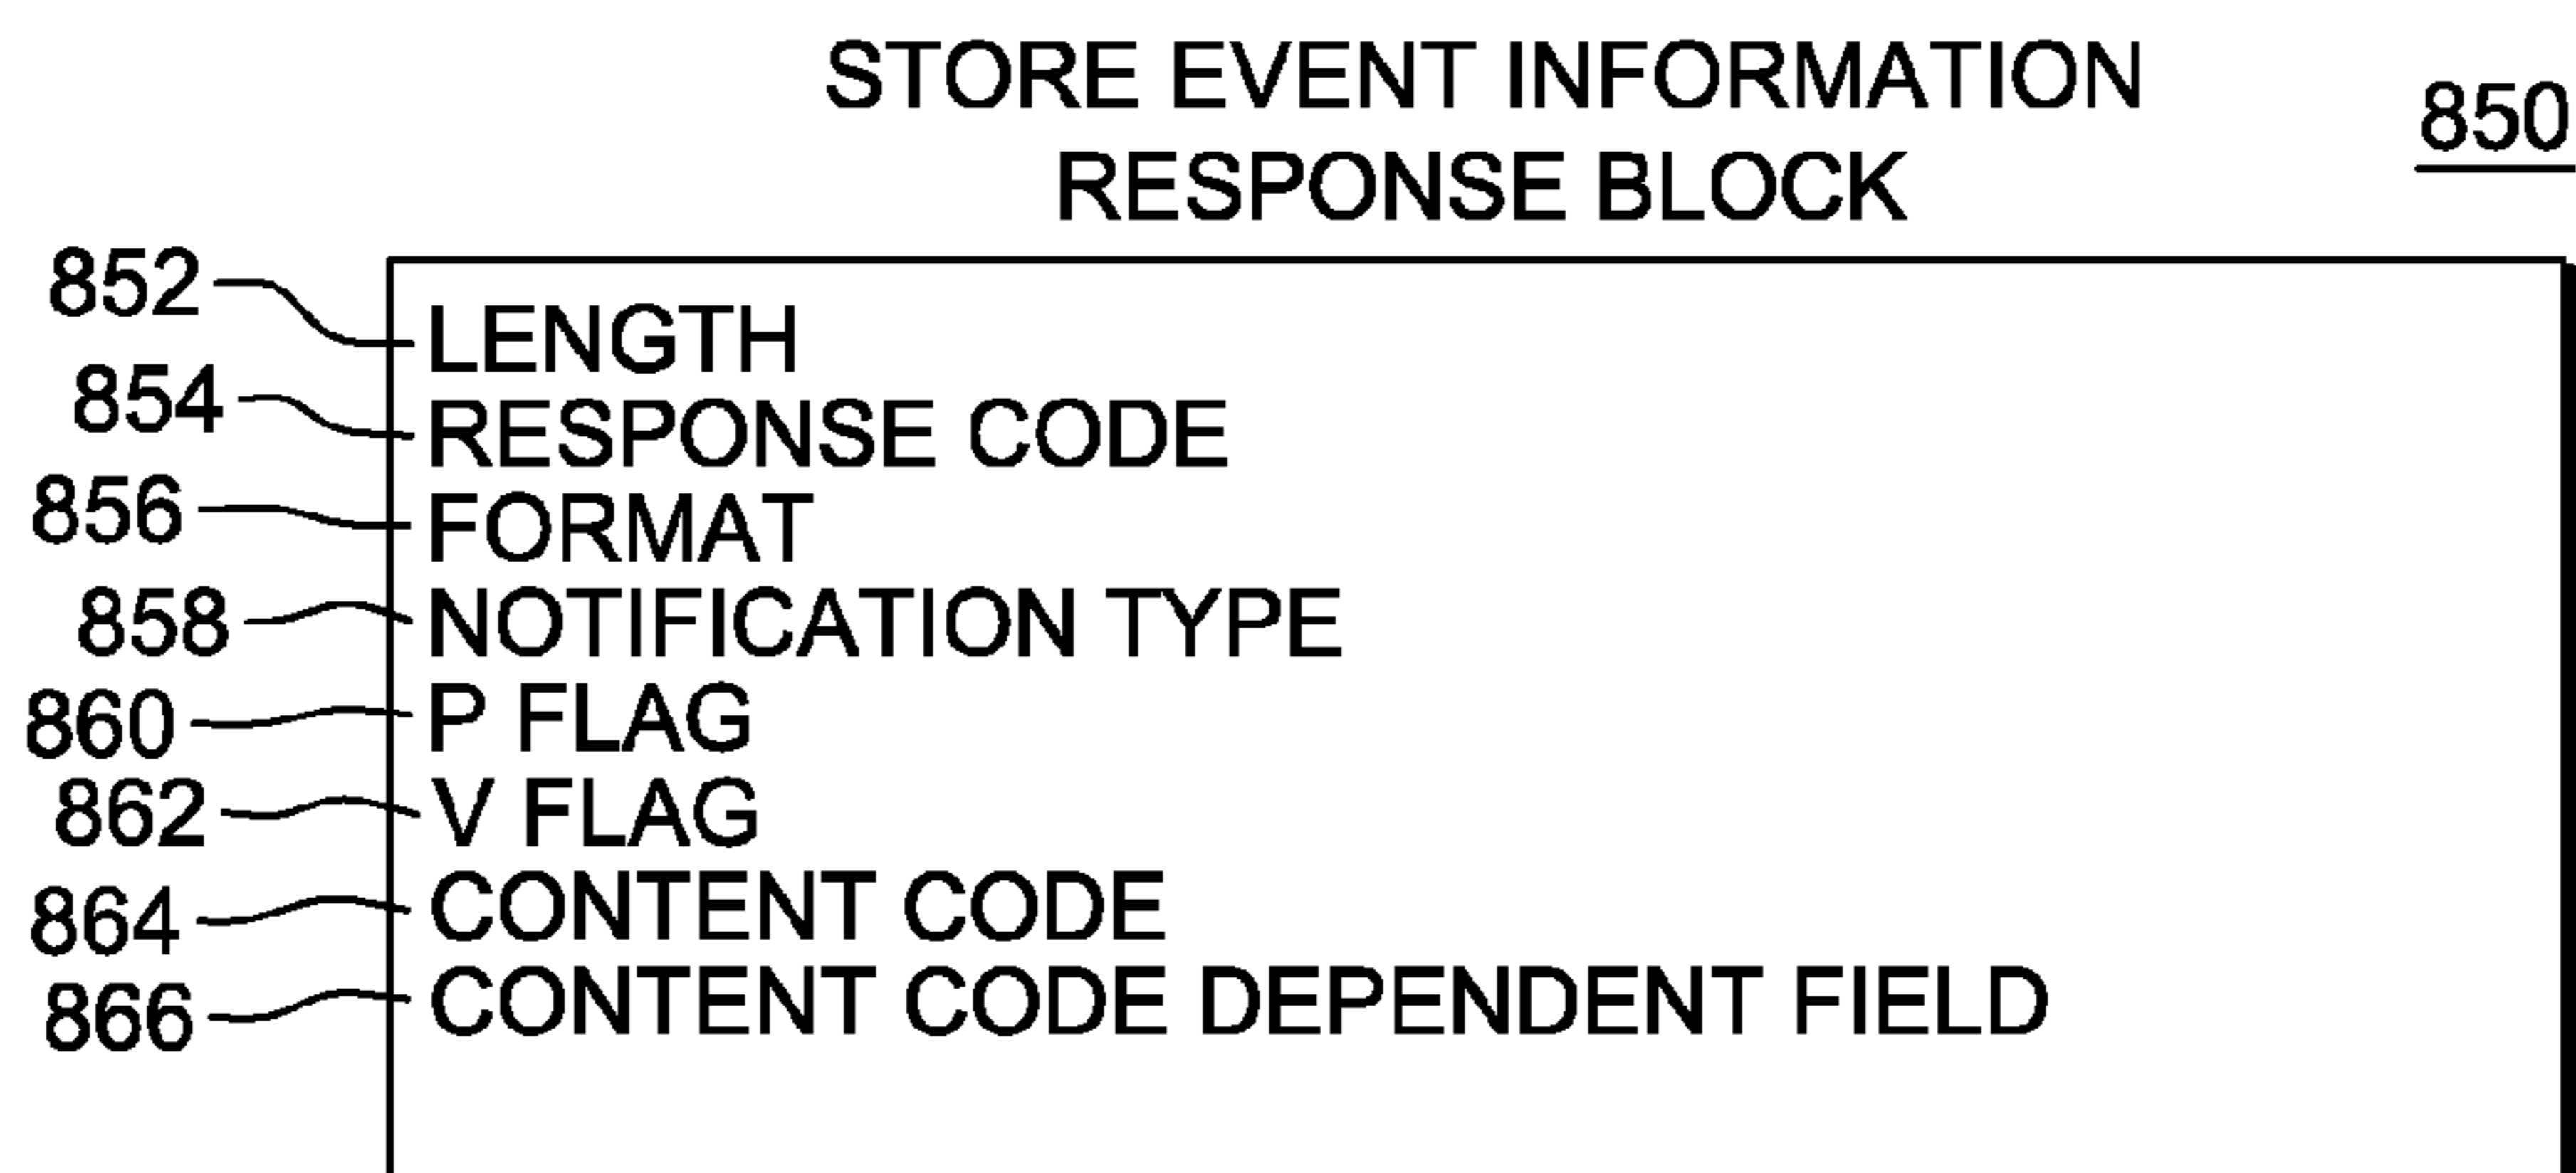 STORE EVENT INFORMATION
RESPONSE BLOCK
850
852 LENGTH
854 RESPONSE CODE
856 FORMAT
858 NOTIFICATION TYPE
860 P FLAG
862 V FLAG
864 CONTENT CODE
866 CONTENT CODE DEPENDENT FIELD